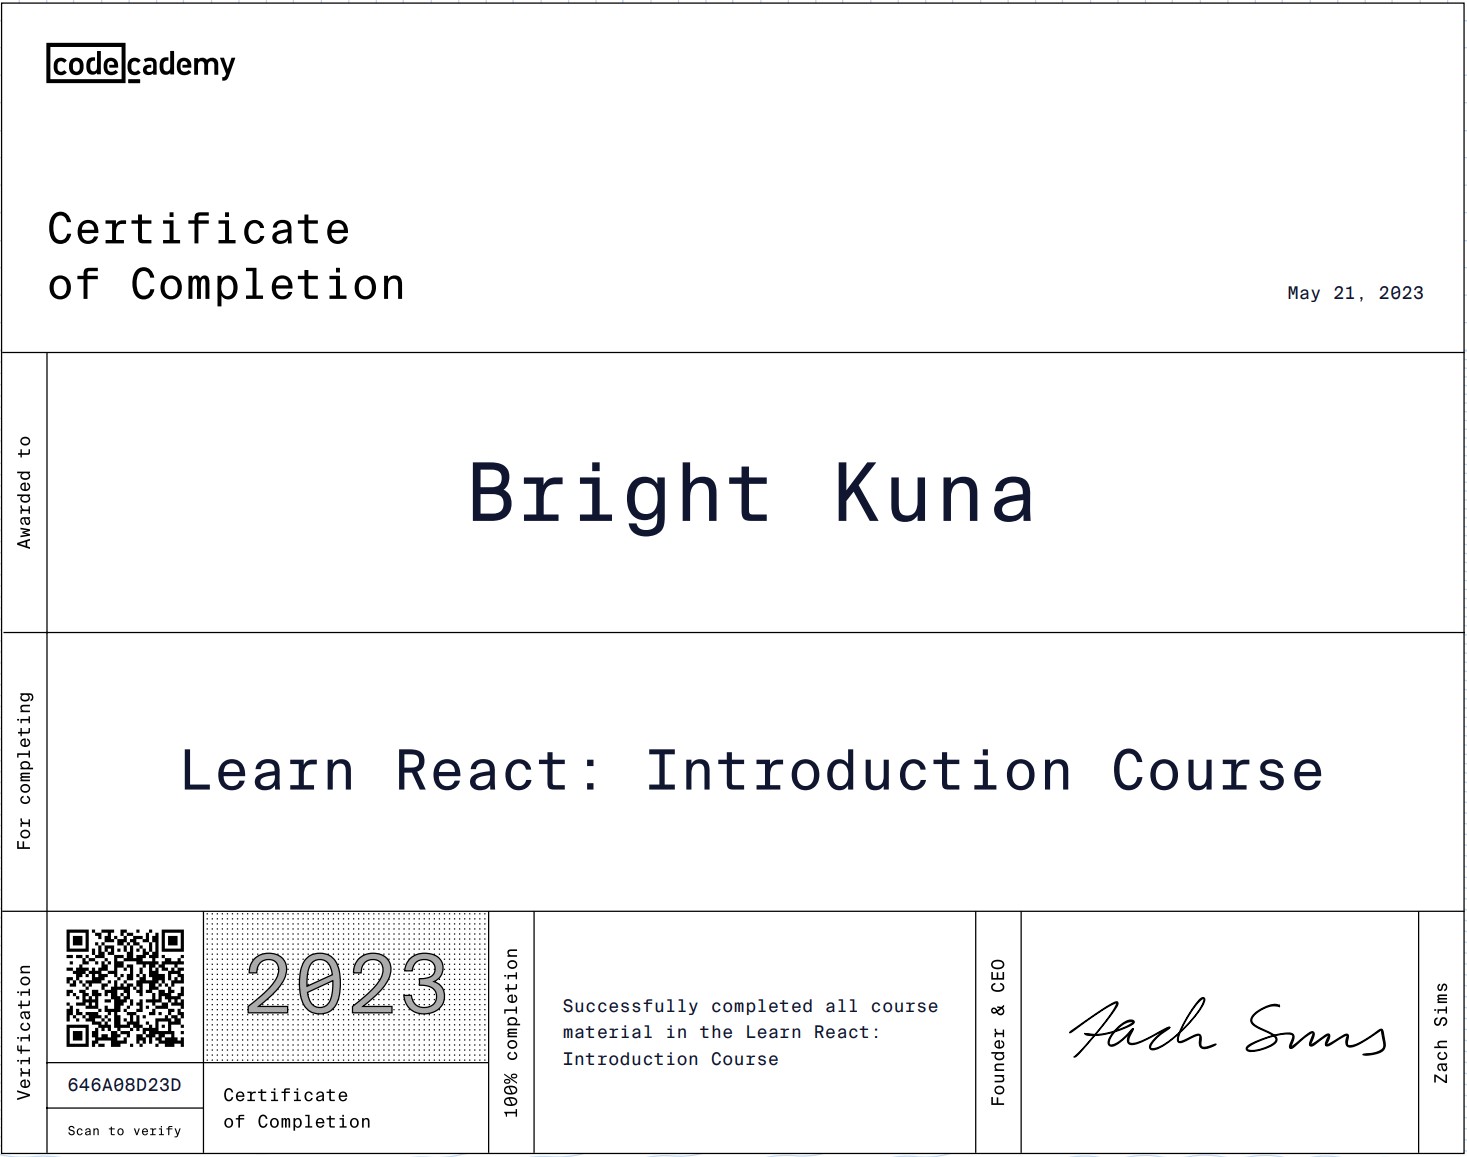 codecademy
Certificate
of Completion
May 21, 2023
Awarded to
Bright Kuna
For completing
Learn React: Introduction Course
Verification
646A08D23D
Scan to verify
2023
Certificate
of Completion
100% completion
Successfully completed all course
material in the Learn React:
Introduction Course
Founder & CEO
Zach Sims
Zach Sims